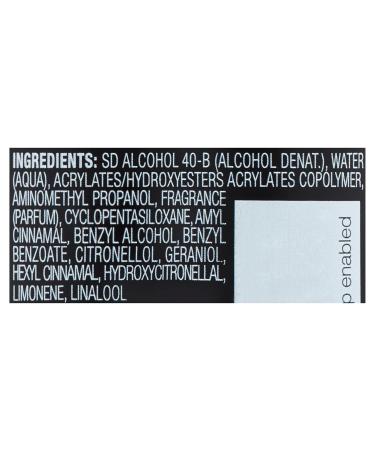 INGREDIENTS: SD ALCOHOL 40-B (ALCOHOL DENAT.), WATER
(AQUA), ACRYLATES/HYDROXYESTERS ACRYLATES COPOLYMER,
AMINOMETHYL PROPANOL, FRAGRANCE
(PARFUM), CYCLOPENTASILOXANE, AMYL
CINNAMAL, BENZYL ALCOHOL, BENZYL
BENZOATE, CITRONELLOL, GERANIOL,
HEXYL CINNAMAL, HYDROXYCITRONELLAL,
LIMONENE, LINALOOL
p enabled